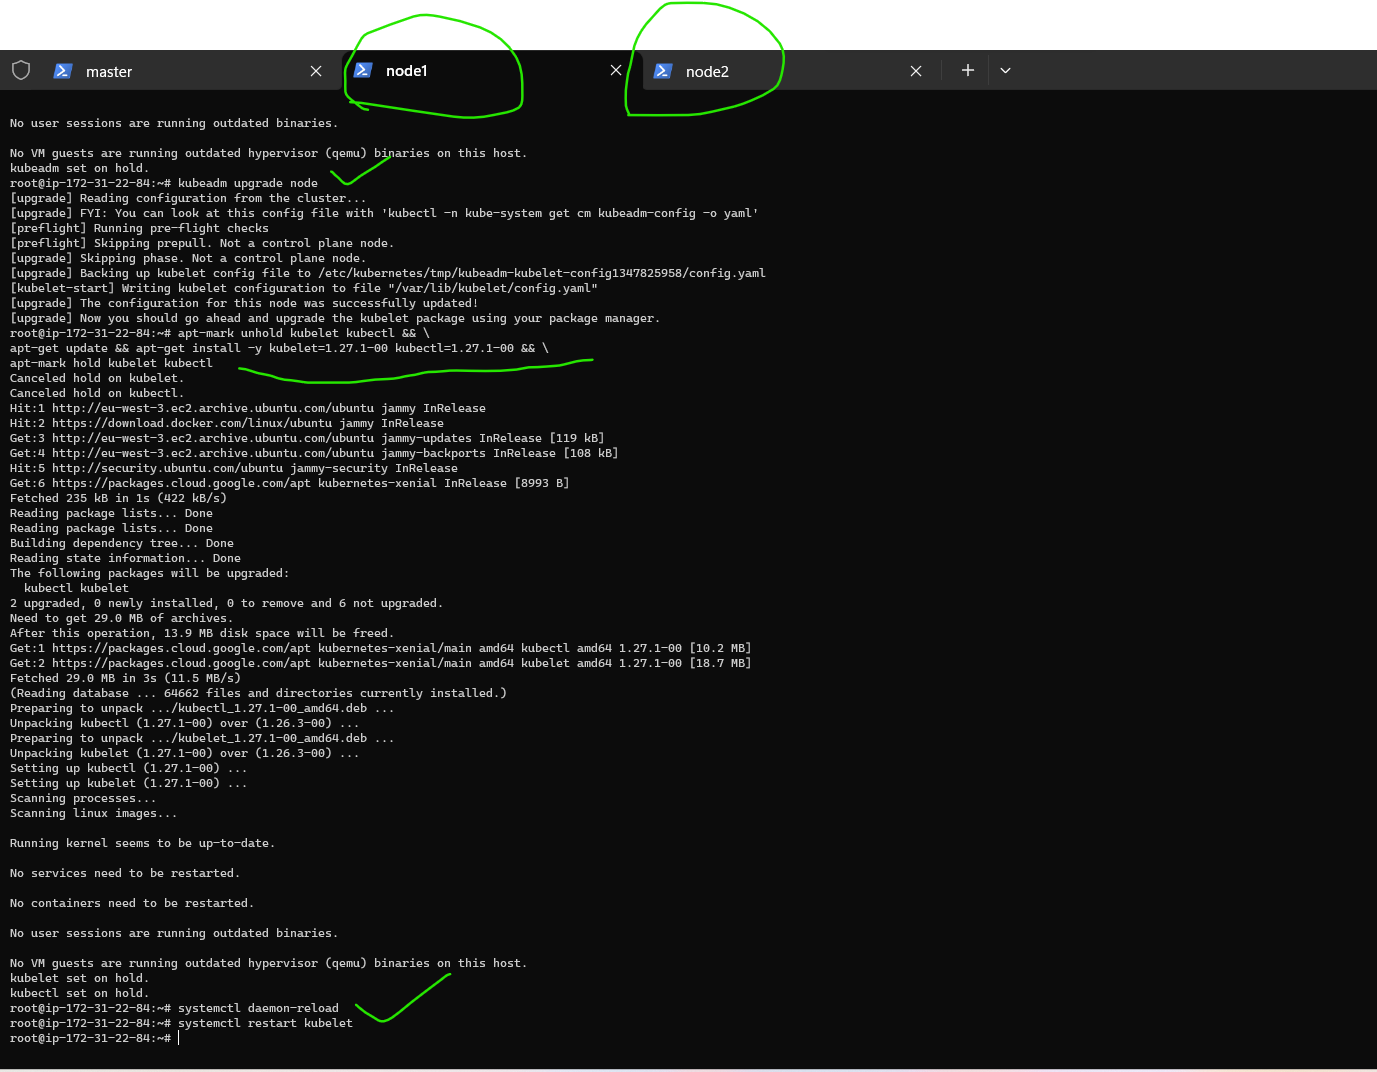 master
node1
node2
No user sessions are running outdated binaries.
No VM guests are running outdated hypervisor (qemu) binaries on this host.
kubeadm set on hold.
root@ip-172-31-22-84:~# kubeadm upgrade node
[upgrade] Reading configuration from the cluster...
[upgrade] FYI: You can look at this config file with 'kubectl -n kube-system get cm kubeadm-config -o yaml'
[preflight] Running pre-flight checks
[preflight] Skipping prepull. Not a control plane node.
[upgrade] Skipping phase. Not a control plane node.
[upgrade] Backing up kubelet config file to /etc/kubernetes/tmp/kubeadm-kubelet-config1347825958/config.yaml
[kubelet-start] Writing kubelet configuration to file "/var/lib/kubelet/config.yaml"
[upgrade] The configuration for this node was successfully updated!
[upgrade] Now you should go ahead and upgrade the kubelet package using your package manager.
root@ip-172-31-22-84:~# apt-mark unhold kubelet kubectl && \
apt-get update && apt-get install -y kubelet=1.27.1-00 kubectl=1.27.1-00 && \
apt-mark hold kubelet kubectl
Canceled hold on kubelet.
Canceled hold on kubectl.
Hit:1 http://eu-west-3.ec2.archive.ubuntu.com/ubuntu jammy InRelease
Hit:2 https://download.docker.com/linux/ubuntu jammy InRelease
Get:3 http://eu-west-3.ec2.archive.ubuntu.com/ubuntu jammy-updates InRelease [119 kB]
Get:4 http://eu-west-3.ec2.archive.ubuntu.com/ubuntu jammy-backports InRelease [108 kB]
Hit:5 http://security.ubuntu.com/ubuntu jammy-security InRelease
Get:6 https://packages.cloud.google.com/apt kubernetes-xenial InRelease [8993 B]
Fetched 235 kB in 1s (422 kB/s)
Reading package lists... Done
Reading package lists... Done
Building dependency tree... Done
Reading state information... Done
The following packages will be upgraded:
kubectl kubelet
2 upgraded, 0 newly installed, 0 to remove and 6 not upgraded.
Need to get 29.0 MB of archives.
After this operation, 13.9 MB disk space will be freed.
Get:1 https://packages.cloud.google.com/apt kubernetes-xenial/main amd64 kubectl amd64 1.27.1-00 [10.2 MB]
Get:2 https://packages.cloud.google.com/apt kubernetes-xenial/main amd64 kubelet amd64 1.27.1-00 [18.7 MB]
Fetched 29.0 MB in 3s (11.5 MB/s)
(Reading database ... 64662 files and directories currently installed.)
Preparing to unpack .../kubectl_1.27.1-00_amd64.deb ...
Unpacking kubectl (1.27.1-00) over (1.26.3-00) ...
Preparing to unpack .../kubelet_1.27.1-00_amd64.deb ...
Unpacking kubelet (1.27.1-00) over (1.26.3-00) ...
Setting up kubectl (1.27.1-00) ...
Setting up kubelet (1.27.1-00) ...
Scanning processes...
Scanning linux images...
Running kernel seems to be up-to-date.
No services need to be restarted.
No containers need to be restarted.
No user sessions are running outdated binaries.
No VM guests are running outdated hypervisor (qemu) binaries on this host.
kubelet set on hold.
kubectl set on hold.
root@ip-172-31-22-84:~# systemctl daemon-reload
root@ip-172-31-22-84:~# systemctl restart kubelet
root@ip-172-31-22-84:~#